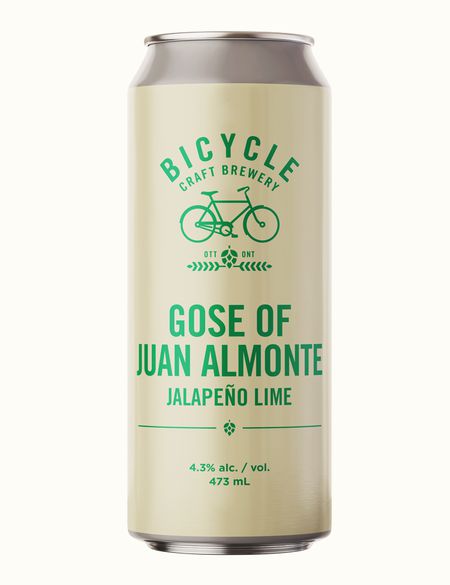 BICYCLE
CRAFT BREWERY
OTT ONT
GOSE OF
JUAN ALMONTE
JALAPEÑO LIME
4.3% alc. / vol.
473 mL